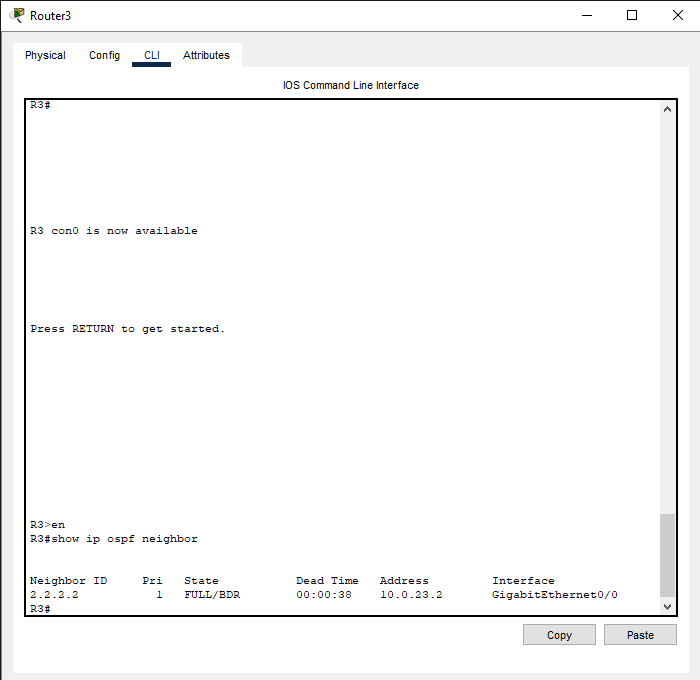 Router3
Physical Config CLI Attributes
IOS Command Line Interface
R3#
R3 con0 is now available
Press RETURN to get started.
R3>en
R3#show ip ospf neighbor
Neighbor ID Pri State Dead Time Address Interface
2.2.2.2 1 FULL/BDR 00:00:38 10.0.23.2 GigabitEthernet0/0
R3#
Copy Paste